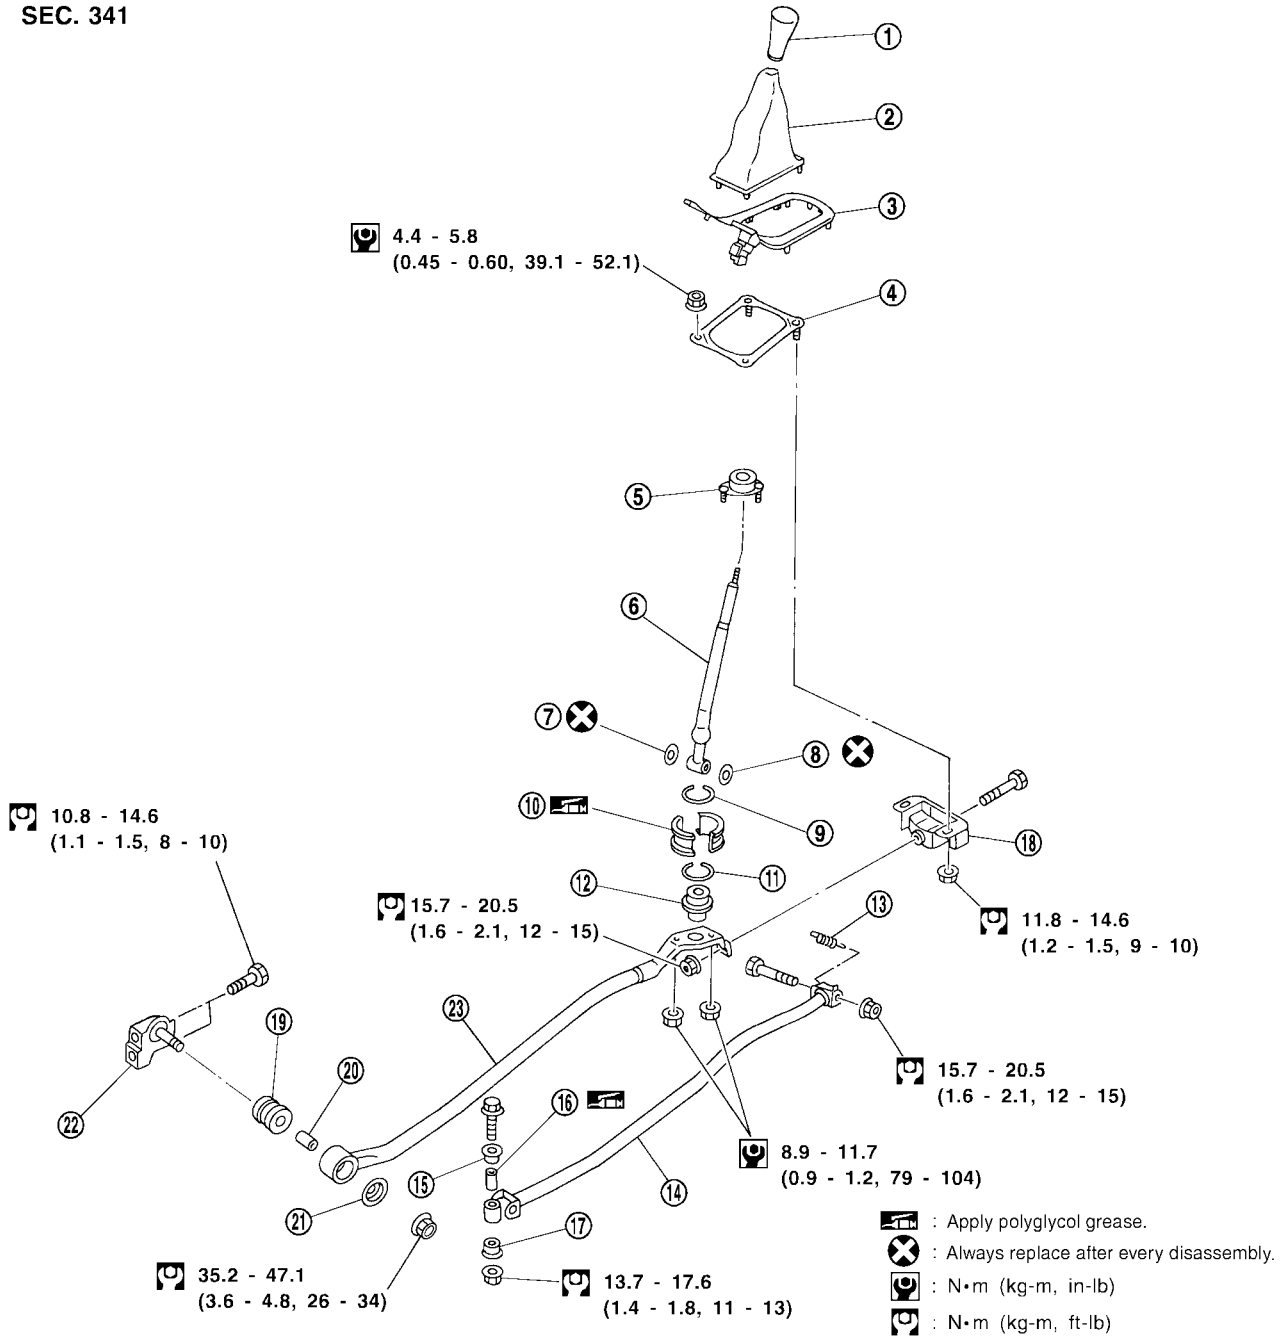 SEC. 341
1
2
3
4.4 - 5.8
(0.45 - 0.60, 39.1 - 52.1)
4
5
6
7
8
9
10
10.8 - 14.6
(1.1 - 1.5, 8 - 10)
18
11
12
15.7 - 20.5
(1.6 - 2.1, 12 - 15)
13
11.8 - 14.6
(1.2 - 1.5, 9 - 10)
23
19
20
22
15.7 - 20.5
(1.6 - 2.1, 12 - 15)
16
8.9 - 11.7
(0.9 - 1.2, 79 - 104)
15
14
21
17
35.2 - 47.1
(3.6 - 4.8, 26 - 34)
13.7 - 17.6
(1.4 - 1.8, 11 - 13)
: Apply polyglycol grease.
: Always replace after every disassembly.
: N•m (kg-m, in-lb)
: N•m (kg-m, ft-lb)